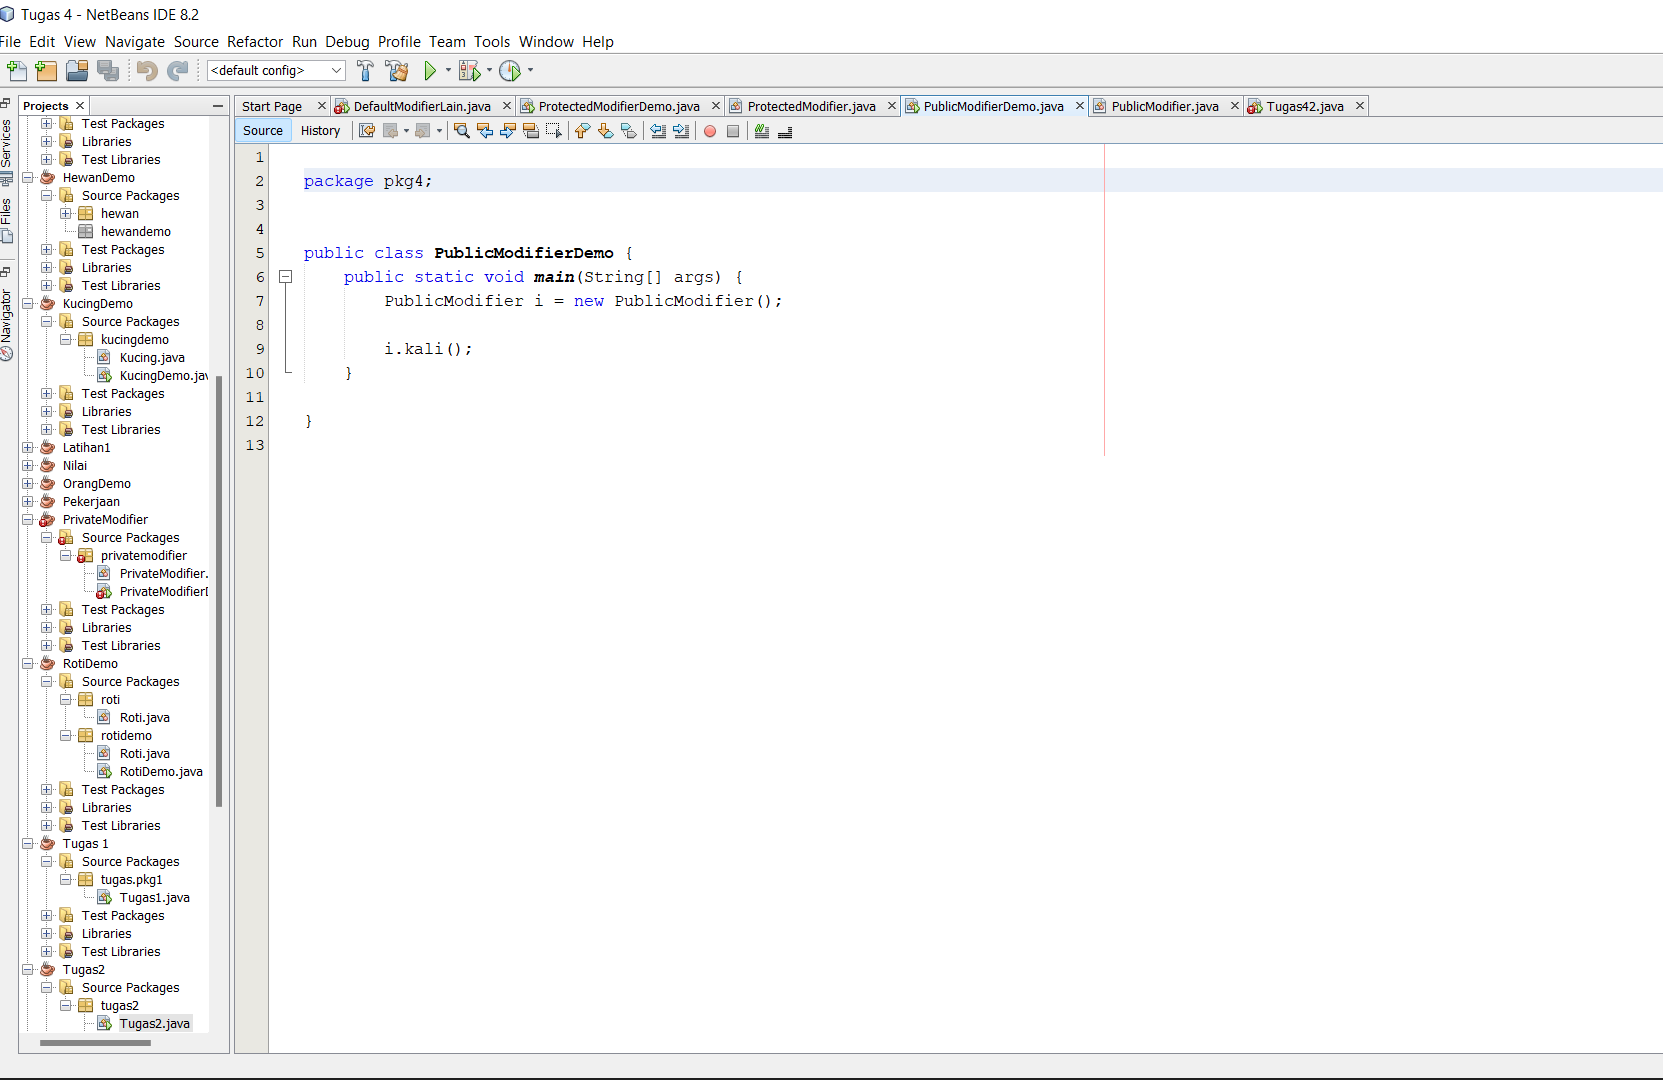 Tugas 4 - NetBeans IDE 8.2
File Edit View Navigate Source Refactor Run Debug Profile Team Tools Window Help
<default config>
Services
Files
Navigator
Projects
Test Packages
Libraries
Test Libraries
HewanDemo
Source Packages
hewan
hewandemo
Test Packages
Libraries
Test Libraries
KucingDemo
Source Packages
kucingdemo
Kucing.java
KucingDemo.jav
Test Packages
Libraries
Test Libraries
Latihan1
Nilai
OrangDemo
Pekerjaan
PrivateModifier
Source Packages
privatemodifier
PrivateModifier.
PrivateModifierD
Test Packages
Libraries
Test Libraries
RotiDemo
Source Packages
roti
Roti.java
rotidemo
Roti.java
RotiDemo.java
Test Packages
Libraries
Test Libraries
Tugas 1
Source Packages
tugas.pkg1
Tugas1.java
Test Packages
Libraries
Test Libraries
Tugas2
Source Packages
tugas2
Tugas2.java
Start Page DefaultModifierLain.java ProtectedModifierDemo.java ProtectedModifier.java PublicModifierDemo.java PublicModifier.java Tugas42.java
Source History
1
2 package pkg4;
3
4
5 public class PublicModifierDemo {
6 public static void main(String[] args) {
7 PublicModifier i = new PublicModifier();
8
9 i.kali();
10 }
11
12 }
13